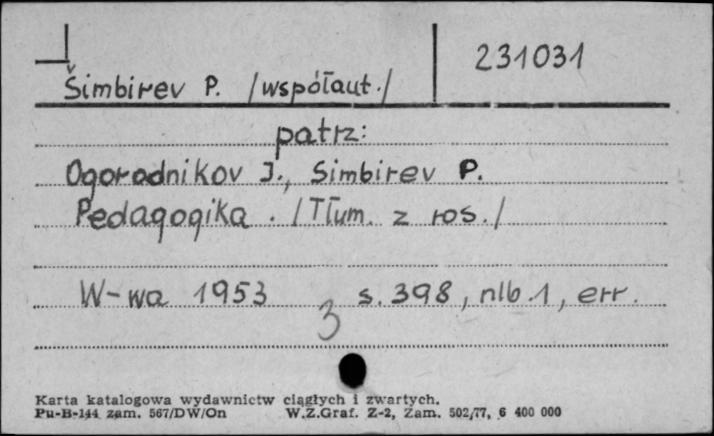 231031
Šimbirev P. /współaut./
patrz:
Ogorodnikov J., Simbirev P.
Pedagogika. /Tłum. z ros./
W-wa 1953 s. 398, nlb.1, err.
3
Karta katalogowa wydawnictw ciągłych i zwartych.
Pu-B-144 zam. 567/DW/On W.Z.Graf. Z-2, Zam. 502/77, 6 400 000